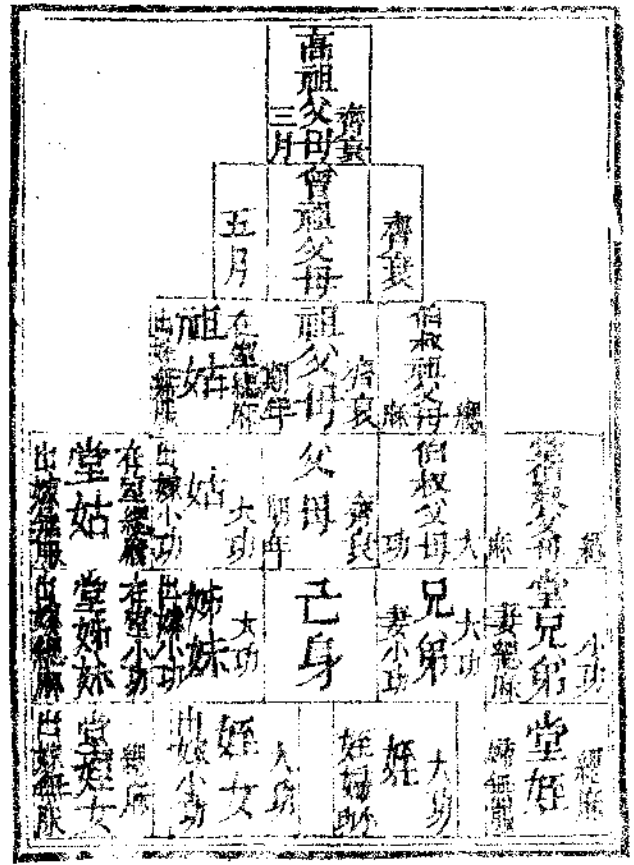 齊衰
高祖父母
三月
齊衰
曾祖父母
五月
緦
伯叔祖父母
麻
齊衰
祖父母
期年
在室緦麻
祖姑
出嫁無服
緦
堂伯叔父母
麻
大
伯叔父母
功
齊衰
父母
期年
大功
姑
出嫁小功
在室緦麻
堂姑
出嫁無服
小功
堂兄弟
妻緦麻
大功
兄弟
妻小功
己身
大功
姊妹
出嫁小功
在室小功
堂姊妹
出嫁緦麻
緦麻
堂姪
婦無服
大功
姪
姪婦
大功
姪女
出嫁小功
緦麻
堂姪女
出嫁無服